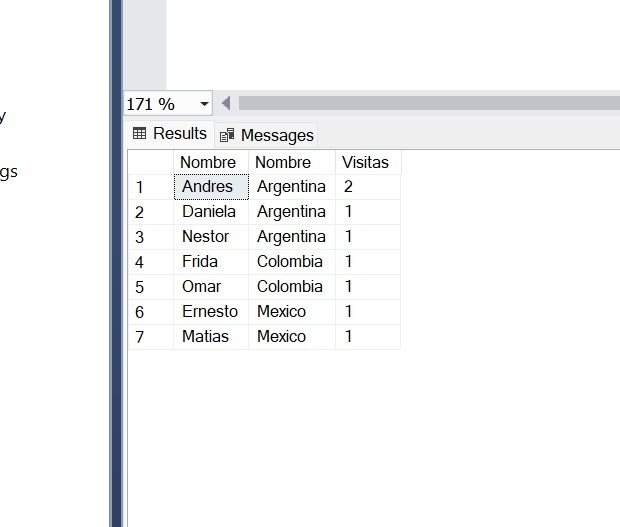 y
gs
171 %
Results Messages
Nombre Nombre Visitas
1 Andres Argentina 2
2 Daniela Argentina 1
3 Nestor Argentina 1
4 Frida Colombia 1
5 Omar Colombia 1
6 Ernesto Mexico 1
7 Matias Mexico 1